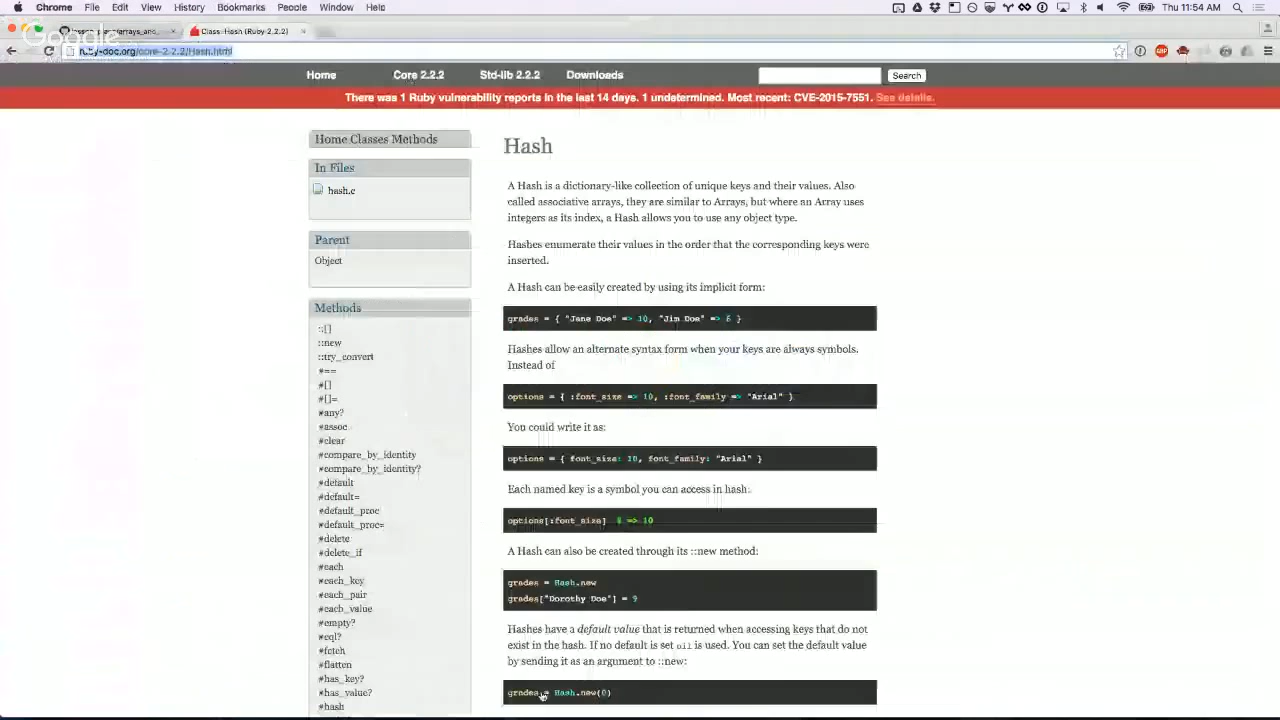 Chrome File Edit View History Bookmarks People Window Help
Thu 11:54 AM
Google
Class: Hash (Ruby 2.2.2)
ruby-doc.org/core-2.2.2/Hash.html
Home Core 2.2.2 Std-lib 2.2.2 Downloads Search
There was 1 Ruby vulnerability reports in the last 14 days. 1 undetermined. Most recent: CVE-2015-7551. See details.
Home Classes Methods
In Files
hash.c
Parent
Object
Methods
::[]
::new
::try_convert
#==
#[]
#[]=
#any?
#assoc
#clear
#compare_by_identity
#compare_by_identity?
#default
#default=
#default_proc
#default_proc=
#delete
#delete_if
#each
#each_key
#each_pair
#each_value
#empty?
#eql?
#fetch
#flatten
#has_key?
#has_value?
#hash
Hash
A Hash is a dictionary-like collection of unique keys and their values. Also
called associative arrays, they are similar to Arrays, but where an Array uses
integers as its index, a Hash allows you to use any object type.
Hashes enumerate their values in the order that the corresponding keys were
inserted.
A Hash can be easily created by using its implicit form:
grades = { "Jane Doe" => 10, "Jim Doe" => 6 }
Hashes allow an alternate syntax form when your keys are always symbols.
Instead of
options = { :font_size => 10, :font_family => "Arial" }
You could write it as:
options = { font_size: 10, font_family: "Arial" }
Each named key is a symbol you can access in hash:
options[:font_size] # => 10
A Hash can also be created through its ::new method:
grades = Hash.new
grades["Dorothy Doe"] = 9
Hashes have a default value that is returned when accessing keys that do not
exist in the hash. If no default is set nil is used. You can set the default value
by sending it as an argument to ::new:
grades = Hash.new(0)